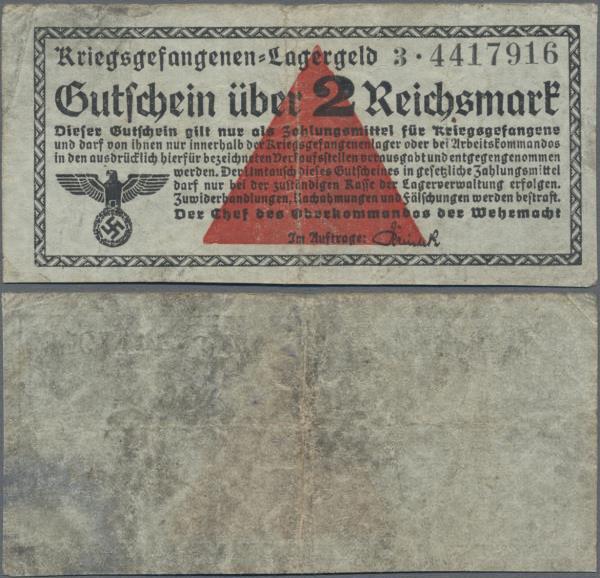 Kriegsgefangenen-Lagergeld 3·4417916
Gutschein über 2 Reichsmark
Dieser Gutschein gilt nur als Zahlungsmittel für Kriegsgefangene
und darf von ihnen nur innerhalb der Kriegsgefangenenlager oder bei Arbeitskommandos
in den ausdrücklich hierfür bezeichneten Verkaufsstellen verausgabt und entgegengenommen
werden. Der Umtausch dieses Gutscheines in gesetzliche Zahlungsmittel
darf nur bei der zuständigen Kasse der Lagerverwaltung erfolgen.
Zuwiderhandlungen, Nachahmungen und Fälschungen werden bestraft.
Der Chef des Oberkommandos der Wehrmacht
Im Auftrage: